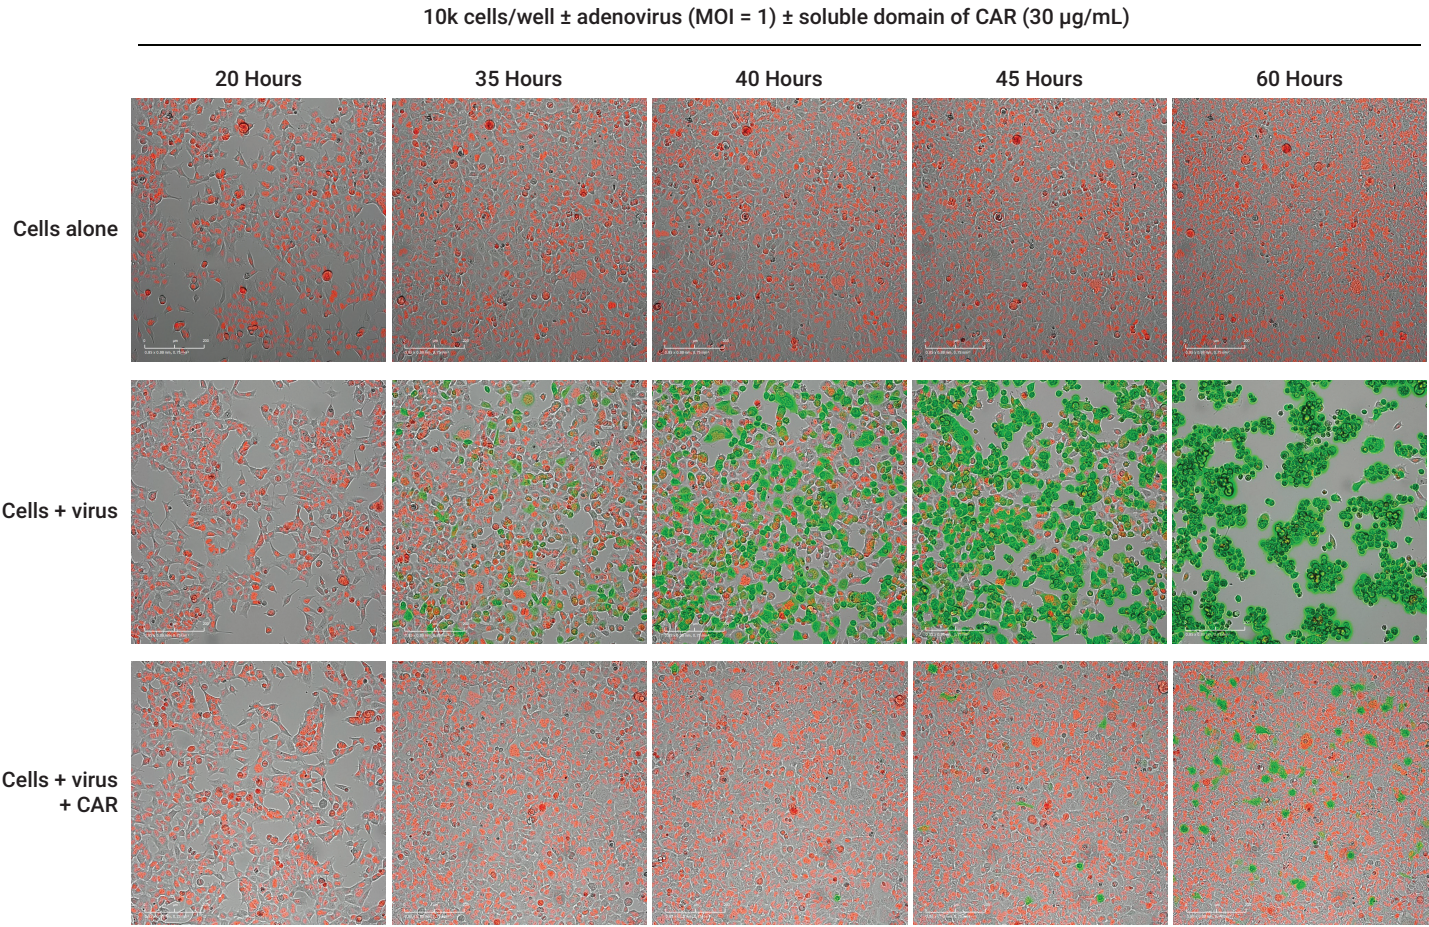 10k cells/well ± adenovirus (MOI = 1) ± soluble domain of CAR (30 µg/mL)
20 Hours
35 Hours
40 Hours
45 Hours
60 Hours
Cells alone
Cells + virus
Cells + virus
+ CAR